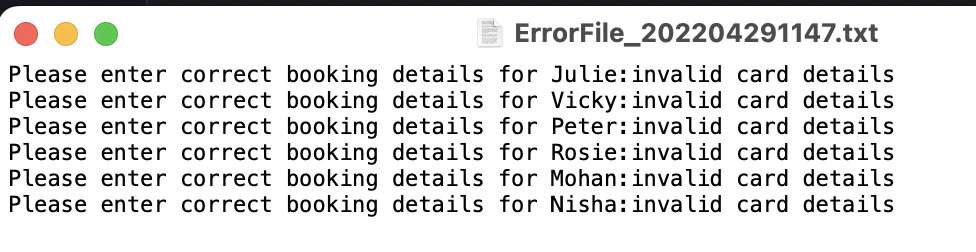 ErrorFile_202204291147.txt
Please enter correct booking details for Julie:invalid card details
Please enter correct booking details for Vicky:invalid card details
Please enter correct booking details for Peter:invalid card details
Please enter correct booking details for Rosie:invalid card details
Please enter correct booking details for Mohan:invalid card details
Please enter correct booking details for Nisha:invalid card details